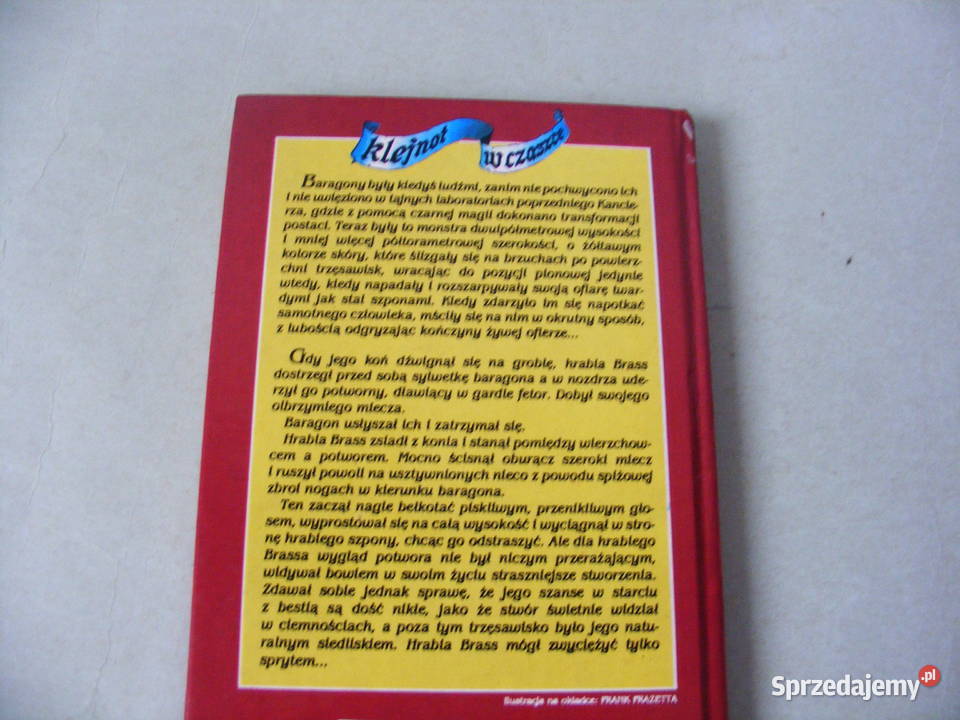 klejnot w czaszce
Baragony były kiedyś ludźmi, zanim nie pochwycono ich
i nie uwięziono w tajnych laboratoriach poprzedniego Kancle-
rza, gdzie z pomocą czarnej magii dokonano transformacji
postaci. Teraz były to monstra dwuipółmetrowej wysokości
i mniej więcej półtorametrowej szerokości, o żółtawym
kolorze skóry, które ślizgały się na brzuchach po powierz-
chni trzęsawisk, wracając do pozycji pionowej jedynie
wtedy, kiedy napadały i rozszarpywały swoją ofiarę twar-
dymi jak stal szponami. Kiedy zdarzyło im się napotkać
samotnego człowieka, mściły się na nim w okrutny sposób,
z lubością odgryzając kończyny żywej ofierze...
Gdy jego koń dźwignął się na groblę, hrabia Brass
dostrzegł przed sobą sylwetkę baragona a w nozdrza ude-
rzył go potworny, dławiący w gardle fetor. Dobył swojego
olbrzymiego miecza.
Baragon usłyszał ich i zatrzymał się.
Hrabia Brass zsiadł z konia i stanął pomiędzy wierzchow-
cem a potworem. Mocno ścisnął oburącz szeroki miecz
i ruszył powoli na usztywnionych nieco z powodu spiżowej
zbroi nogach w kierunku baragona.
Ten zaczął nagle bełkotać piskliwym, przenikliwym gło-
sem, wyprostował się na całą wysokość i wyciągnął w stro-
nę hrabiego szpony, chcąc go odstraszyć. Ale dla hrabiego
Brassa wygląd potwora nie był niczym przerażającym,
widywał bowiem w swoim życiu straszniejsze stworzenia.
Zdawał sobie jednak sprawę, że jego szanse w starciu
z bestią są dość nikłe, jako że stwór świetnie widział
w ciemnościach, a poza tym trzęsawisko było jego natu-
ralnym siedliskiem. Hrabia Brass mógł zwyciężyć tylko
sprytem...
Ilustracja na okładce: FRANK FRAZETTA
Sprzedajemy.pl